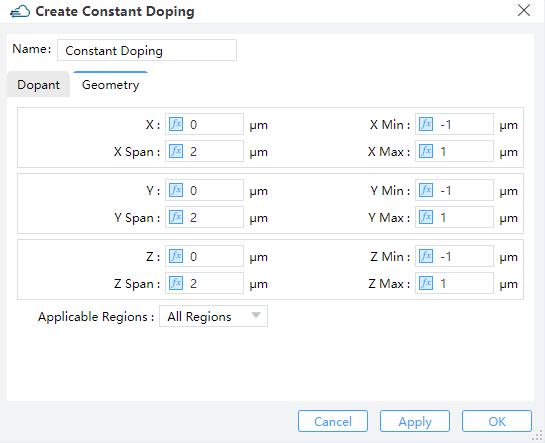 Create Constant Doping
Name: Constant Doping
Dopant Geometry
X : fx 0 μm X Min : fx -1 μm
X Span : fx 2 μm X Max : fx 1 μm
Y : fx 0 μm Y Min : fx -1 μm
Y Span : fx 2 μm Y Max : fx 1 μm
Z : fx 0 μm Z Min : fx -1 μm
Z Span : fx 2 μm Z Max : fx 1 μm
Applicable Regions : All Regions
Cancel Apply OK